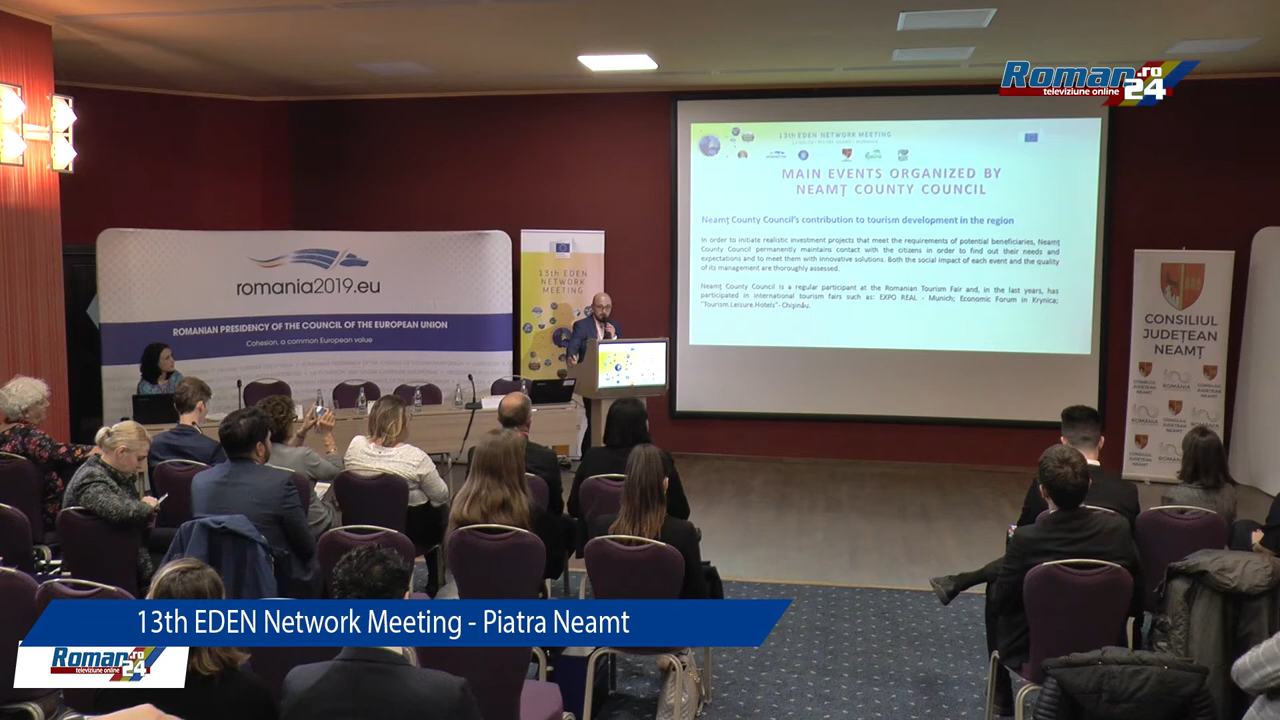 Roman24.ro
televiziune online
13th EDEN NETWORK MEETING
MAIN EVENTS ORGANIZED BY
NEAMȚ COUNTY COUNCIL
Neamț County Council's contribution to tourism development in the region
In order to initiate realistic investment projects that meet the requirements of potential beneficiaries, Neamț
County Council permanently maintains contact with the citizens in order to find out their needs and
expectations and to meet them with innovative solutions. Both the social impact of each event and the quality
of its management are thoroughly assessed.
Neamț County Council is a regular participant at the Romanian Tourism Fair and, in the last years, has
participated in international tourism fairs such as: EXPO REAL - Munich; Economic Forum in Krynica;
"Tourism.Leisure.Hotels"- Chișinău.
romania2019.eu
ROMANIAN PRESIDENCY OF THE COUNCIL OF THE EUROPEAN UNION
Cohesion, a common European value
13TH EDEN
NETWORK
MEETING
CONSILIUL
JUDEȚEAN
NEAMȚ
13th EDEN Network Meeting - Piatra Neamt
Roman24.ro
televiziune online